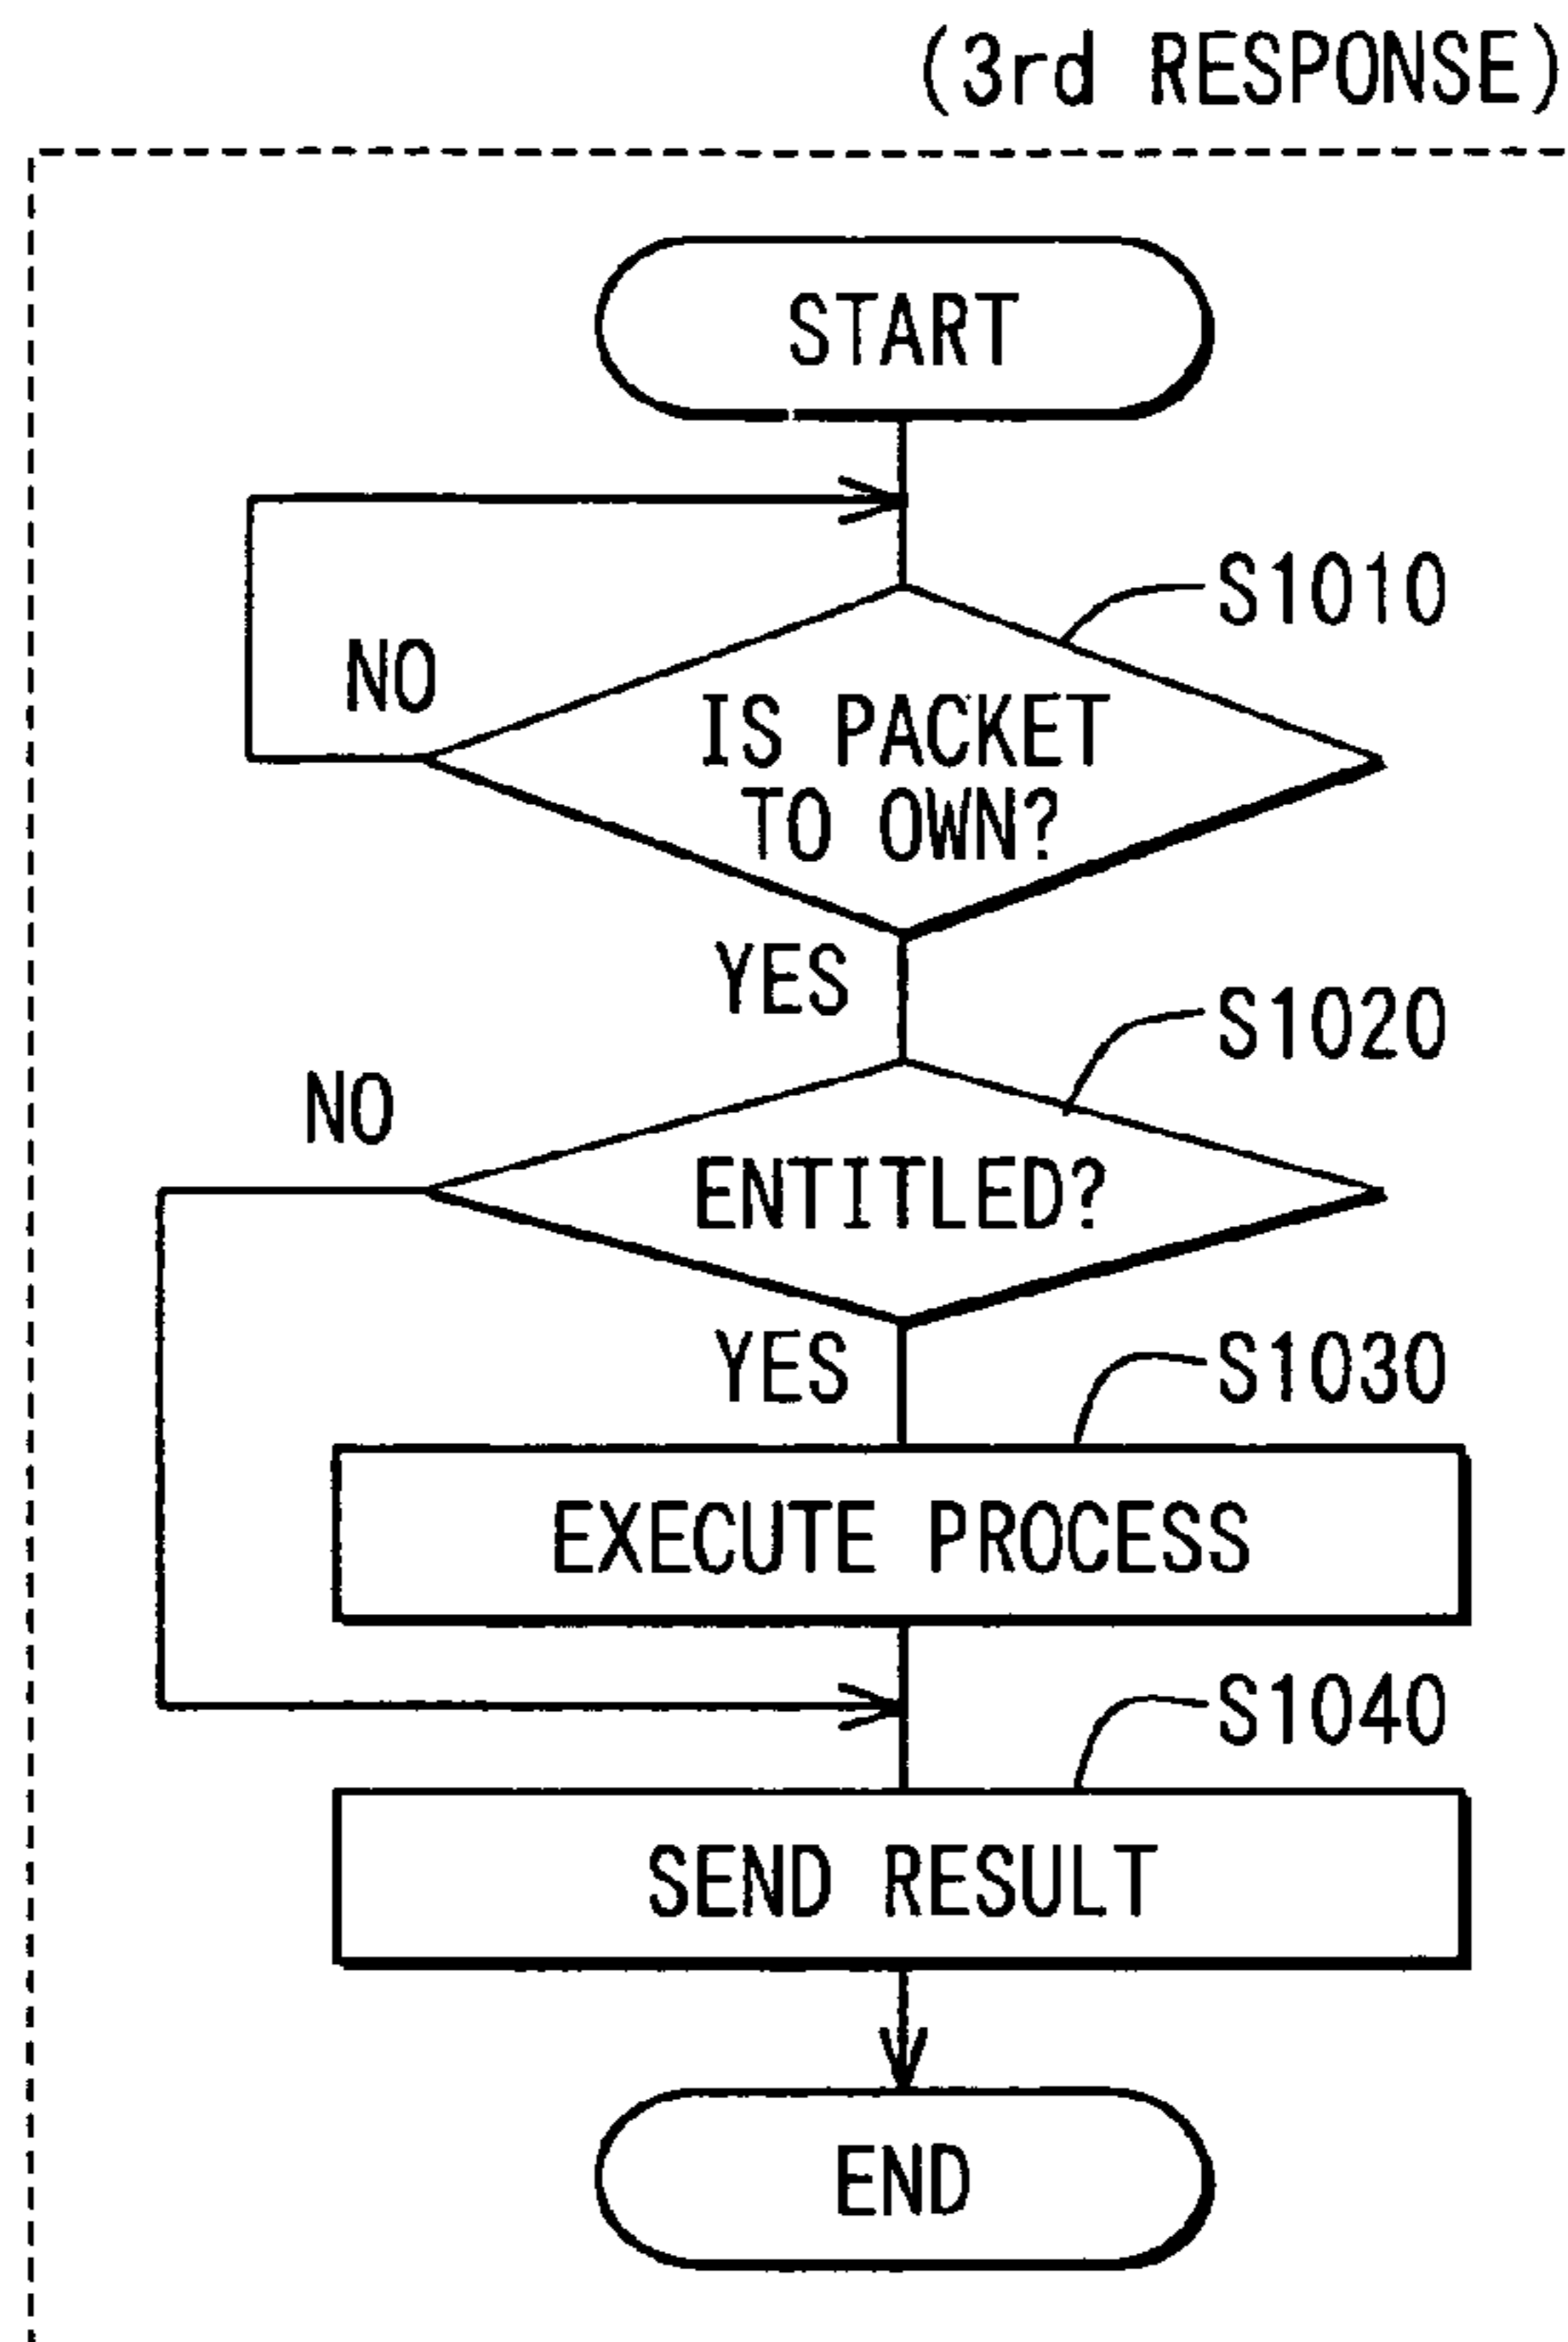 (3rd RESPONSE)
START
S1010
NO
IS PACKET
TO OWN?
YES
S1020
NO
ENTITLED?
YES
S1030
EXECUTE PROCESS
S1040
SEND RESULT
END